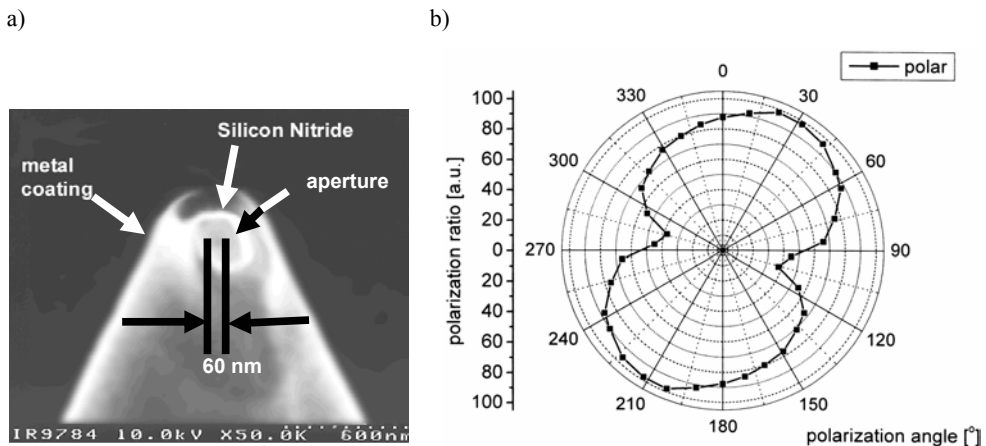 a)
b)
Silicon Nitride
metal
coating
aperture
60 nm
IR9784 10.0kV X50.0K 600nm
polar
polarization ratio [a.u.]
100
80
60
40
20
0
20
40
60
80
100
0
30
60
90
120
150
180
210
240
270
300
330
polarization angle [°]